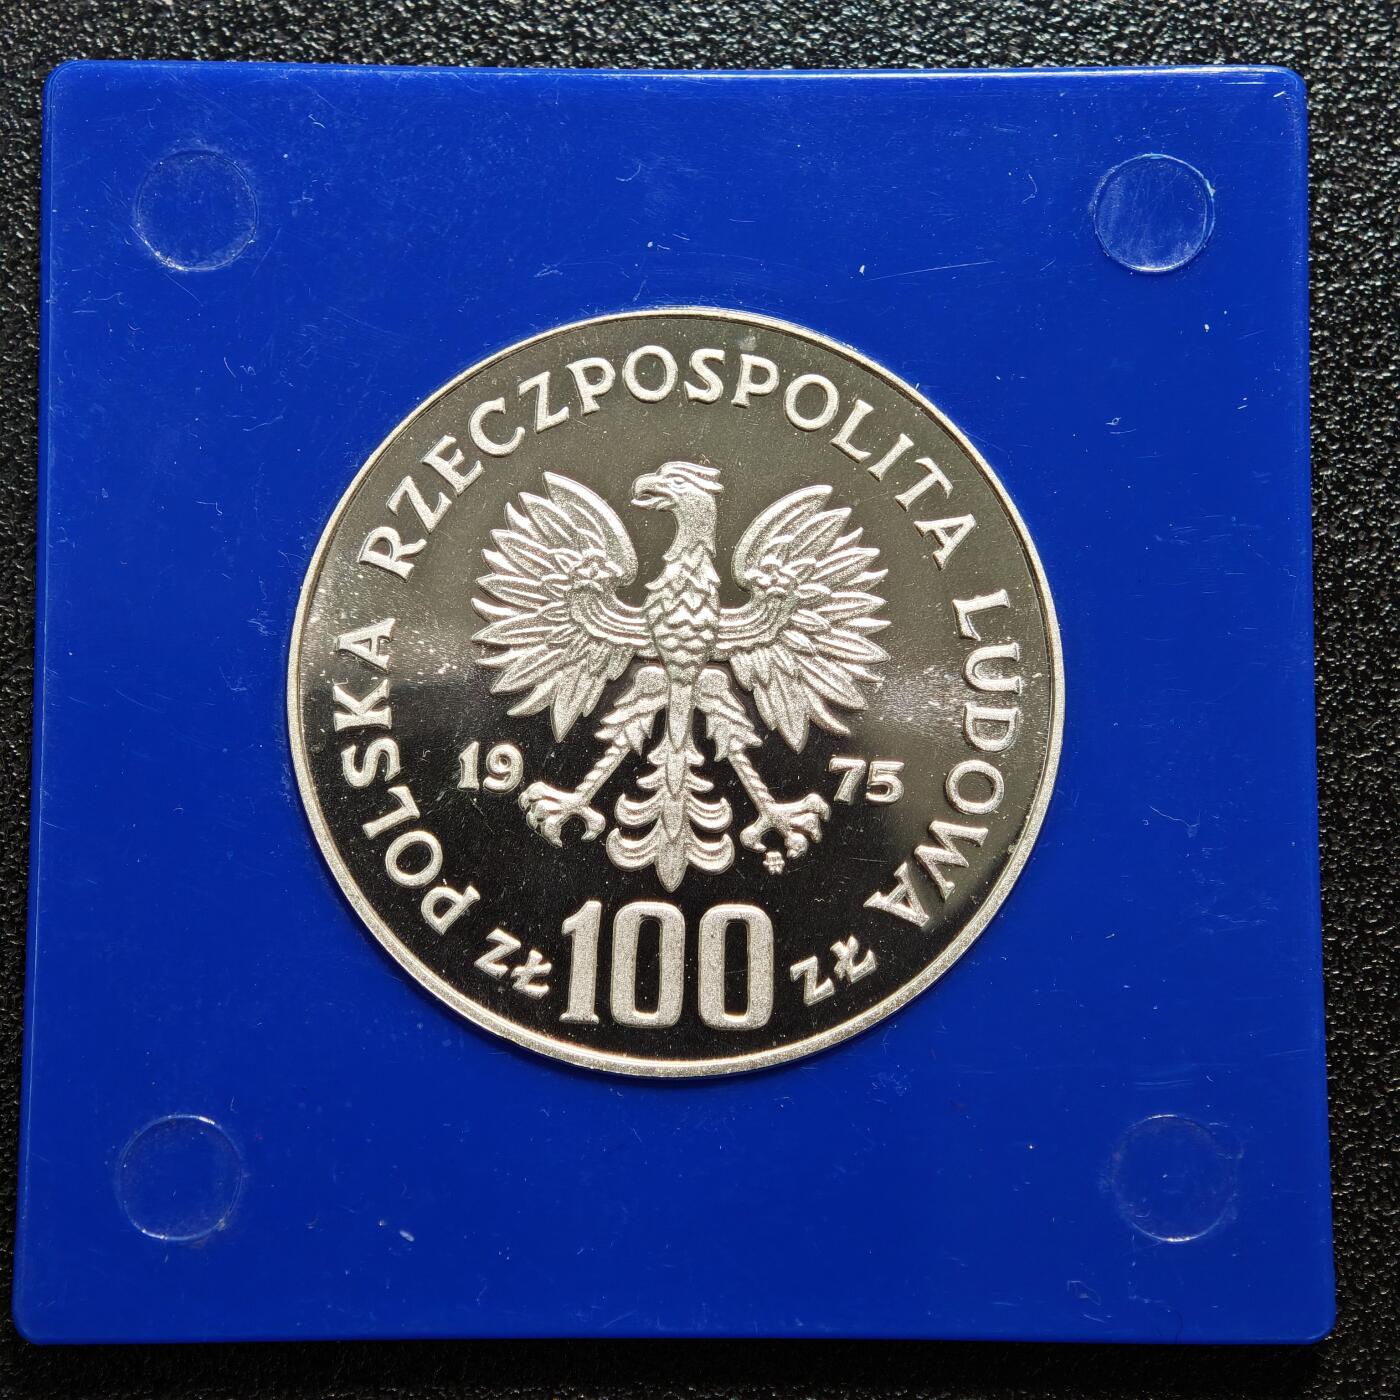 POLSKA RZECZPOSPOLITA LUDOWA
19 75
zł 100 zł